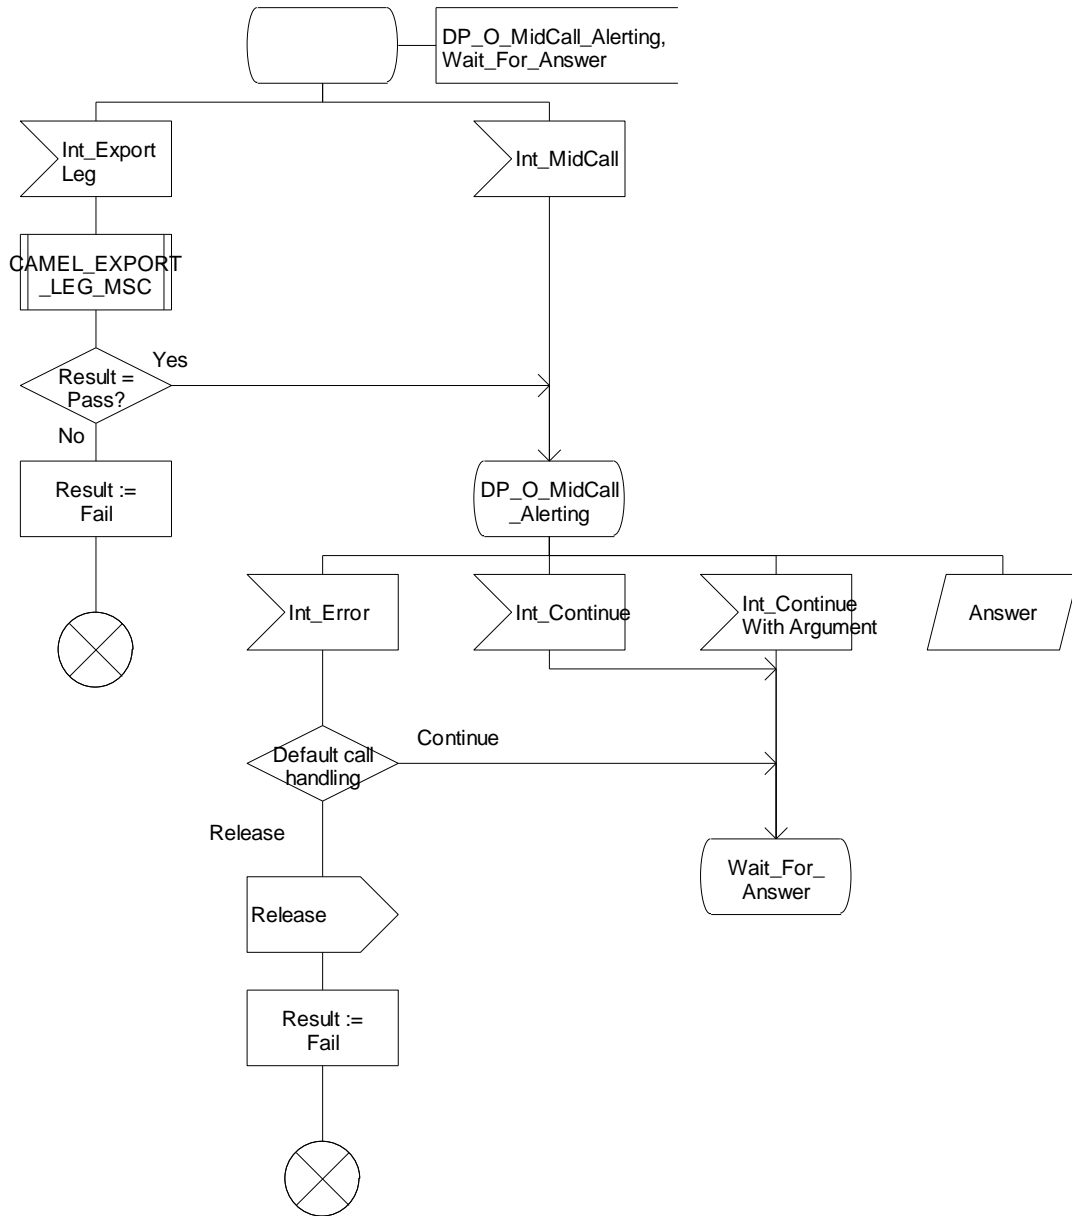 DP_O_MidCall_Alerting,
Wait_For_Answer
Int_Export
Leg
Int_MidCall
CAMEL_EXPORT
_LEG_MSC
Yes
Result =
Pass?
No
Result :=
Fail
DP_O_MidCall
_Alerting
Int_Error
Int_Continue
Int_Continue
With Argument
Answer
Default call
handling
Continue
Release
Wait_For_
Answer
Release
Result :=
Fail